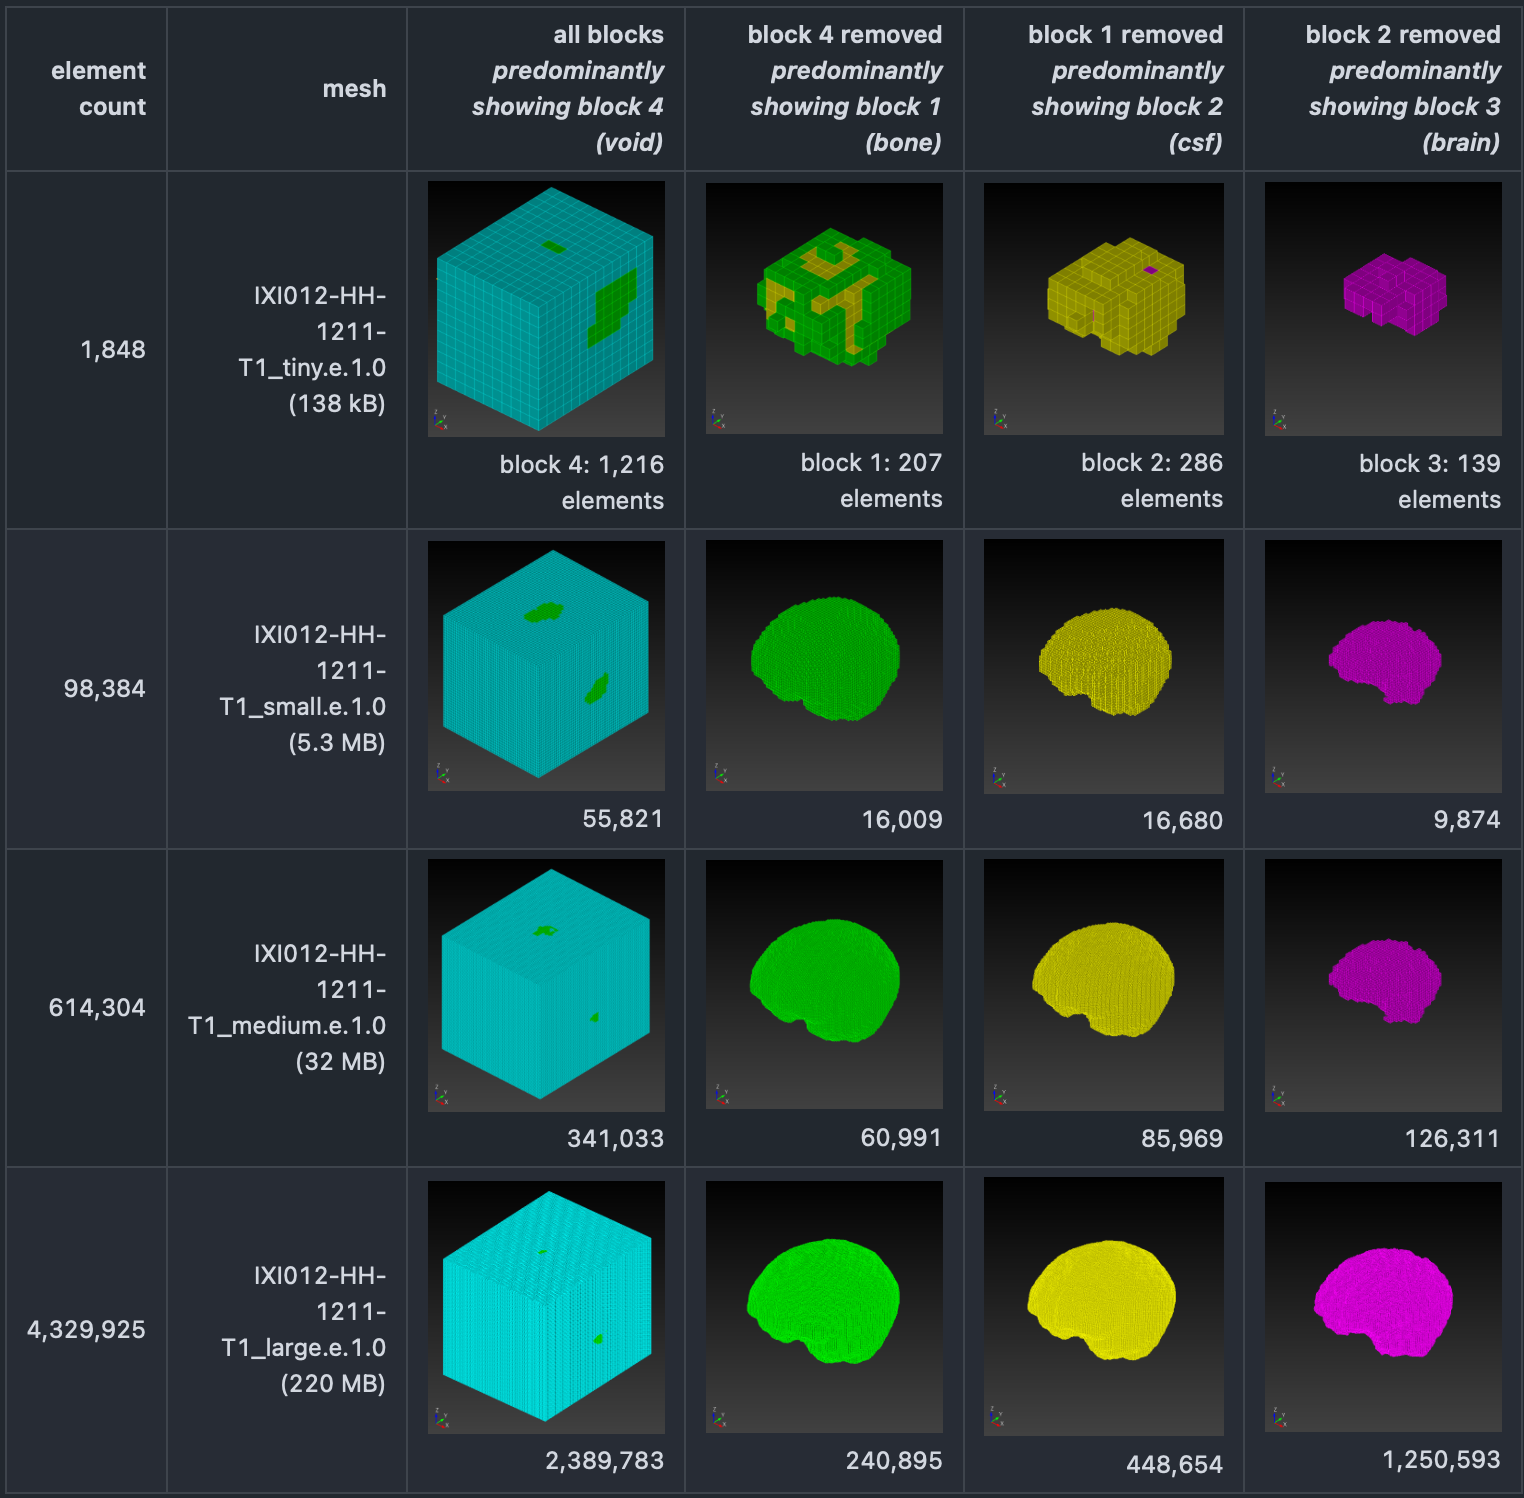 element
count
mesh
all blocks
predominantly
showing block 4
(void)
block 4 removed
predominantly
showing block 1
(bone)
block 1 removed
predominantly
showing block 2
(csf)
block 2 removed
predominantly
showing block 3
(brain)
1,848
IXI012-HH-
1211-
T1_tiny.e.1.0
(138 kB)
block 4: 1,216
elements
block 1: 207
elements
block 2: 286
elements
block 3: 139
elements
98,384
IXI012-HH-
1211-
T1_small.e.1.0
(5.3 MB)
55,821
16,009
16,680
9,874
614,304
IXI012-HH-
1211-
T1_medium.e.1.0
(32 MB)
341,033
60,991
85,969
126,311
4,329,925
IXI012-HH-
1211-
T1_large.e.1.0
(220 MB)
2,389,783
240,895
448,654
1,250,593